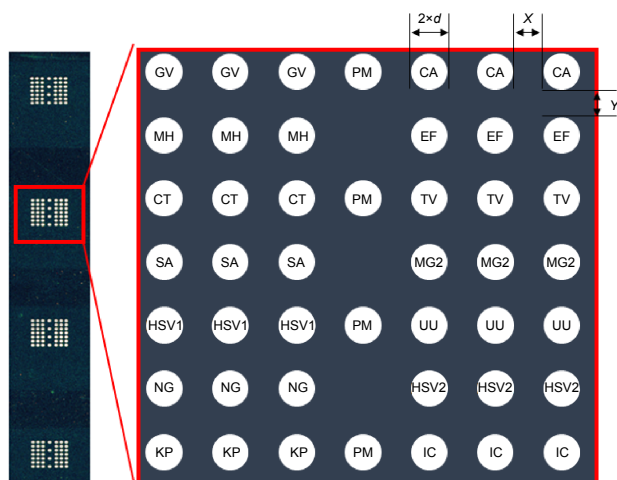 2×d X
GV GV GV PM CA CA CA
Y
MH MH MH EF EF EF
CT CT CT PM TV TV TV
SA SA SA MG2 MG2 MG2
HSV1 HSV1 HSV1 PM UU UU UU
NG NG NG HSV2 HSV2 HSV2
KP KP KP PM IC IC IC